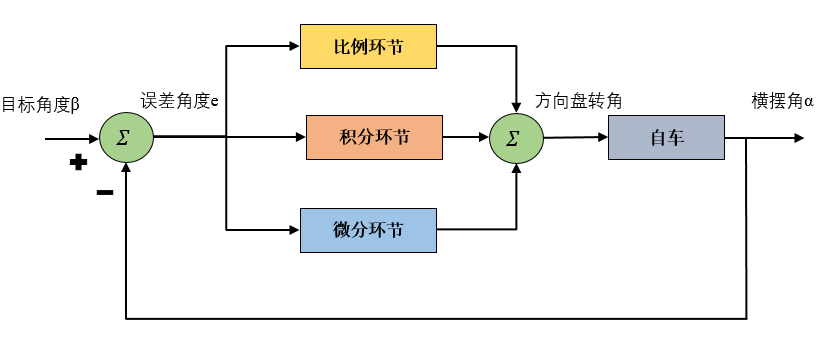 比例环节
目标角度β
误差角度e
方向盘转角
横摆角α
Σ
积分环节
Σ
自车
+
−
微分环节